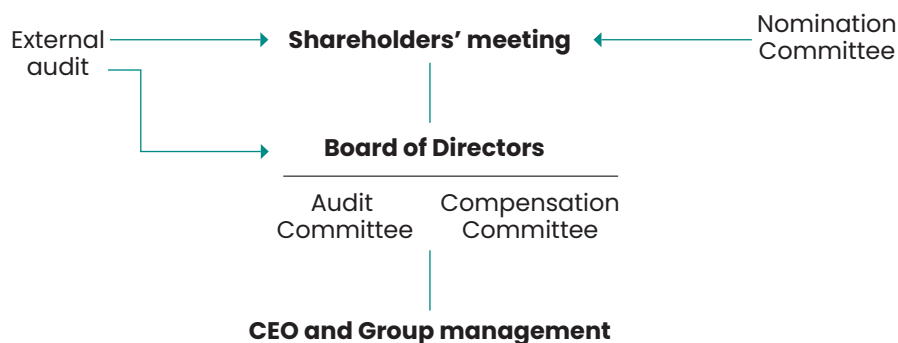 External
audit
Shareholders’ meeting
Nomination
Committee
Board of Directors
Audit
Committee
Compensation
Committee
CEO and Group management